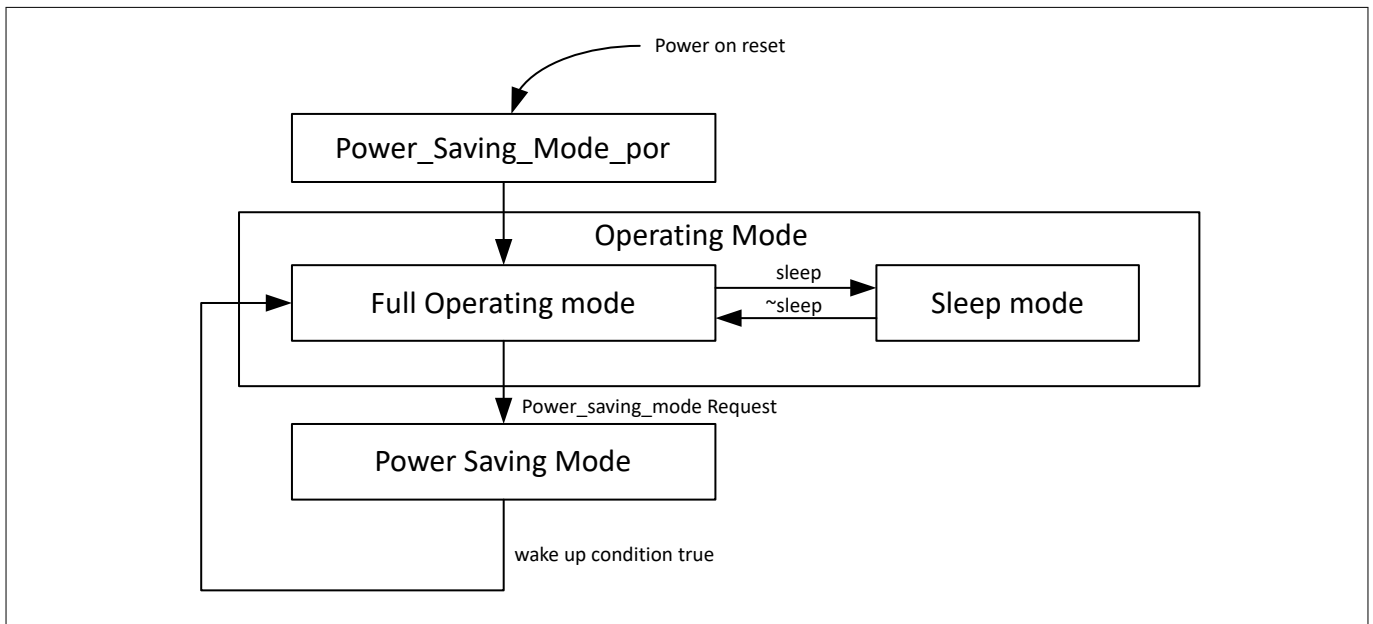 Power on reset
Power_Saving_Mode_por
Operating Mode
Full Operating mode
sleep
~sleep
Sleep mode
Power_saving_mode Request
Power Saving Mode
wake up condition true